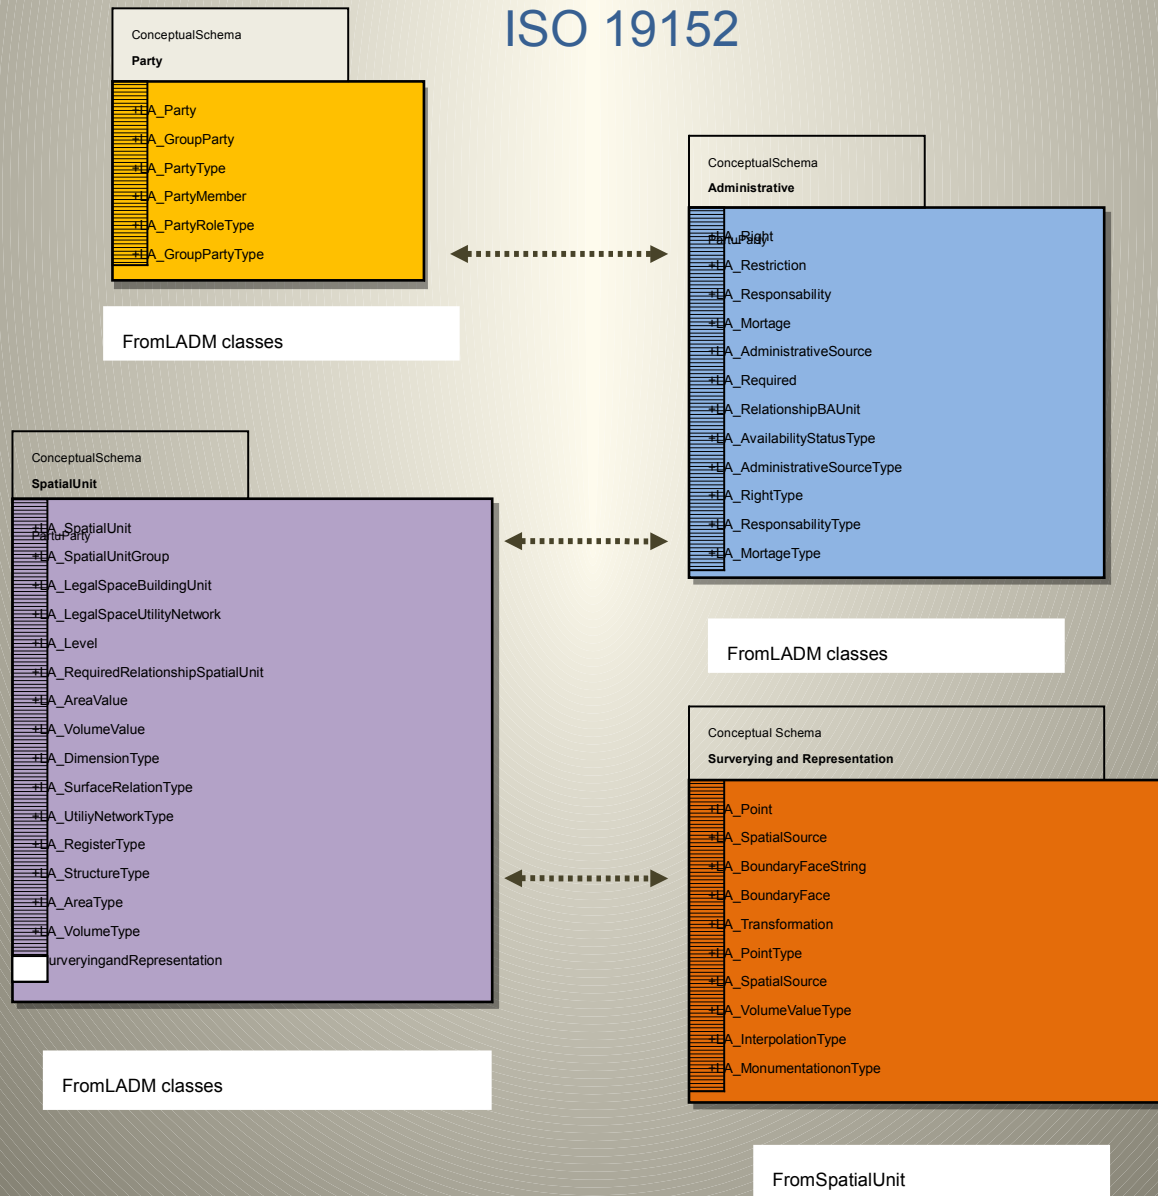 ISO 19152
ConceptualSchema
Party
+LA_Party
+LA_GroupParty
+LA_PartyType
+LA_PartyMember
+LA_PartyRoleType
+LA_GroupPartyType
FromLADM classes
ConceptualSchema
Administrative
+LA_Right
PartuParty
+LA_Restriction
+LA_Responsability
+LA_Mortage
+LA_AdministrativeSource
+LA_Required
+LA_RelationshipBAUnit
+LA_AvailabilityStatusType
+LA_AdministrativeSourceType
+LA_RightType
+LA_ResponsabilityType
+LA_MortageType
FromLADM classes
ConceptualSchema
SpatialUnit
+LA_SpatialUnit
PartuParty
+LA_SpatialUnitGroup
+LA_LegalSpaceBuildingUnit
+LA_LegalSpaceUtilityNetwork
+LA_Level
+LA_RequiredRelationshipSpatialUnit
+LA_AreaValue
+LA_VolumeValue
+LA_DimensionType
+LA_SurfaceRelationType
+LA_UtiliyNetworkType
+LA_RegisterType
+LA_StructureType
+LA_AreaType
+LA_VolumeType
urveryingandRepresentation
FromLADM classes
Conceptual Schema
Surverying and Representation
+LA_Point
+LA_SpatialSource
+LA_BoundaryFaceString
+LA_BoundaryFace
+LA_Transformation
+LA_PointType
+LA_SpatialSource
+LA_VolumeValueType
+LA_InterpolationType
+LA_MonumentationonType
FromSpatialUnit